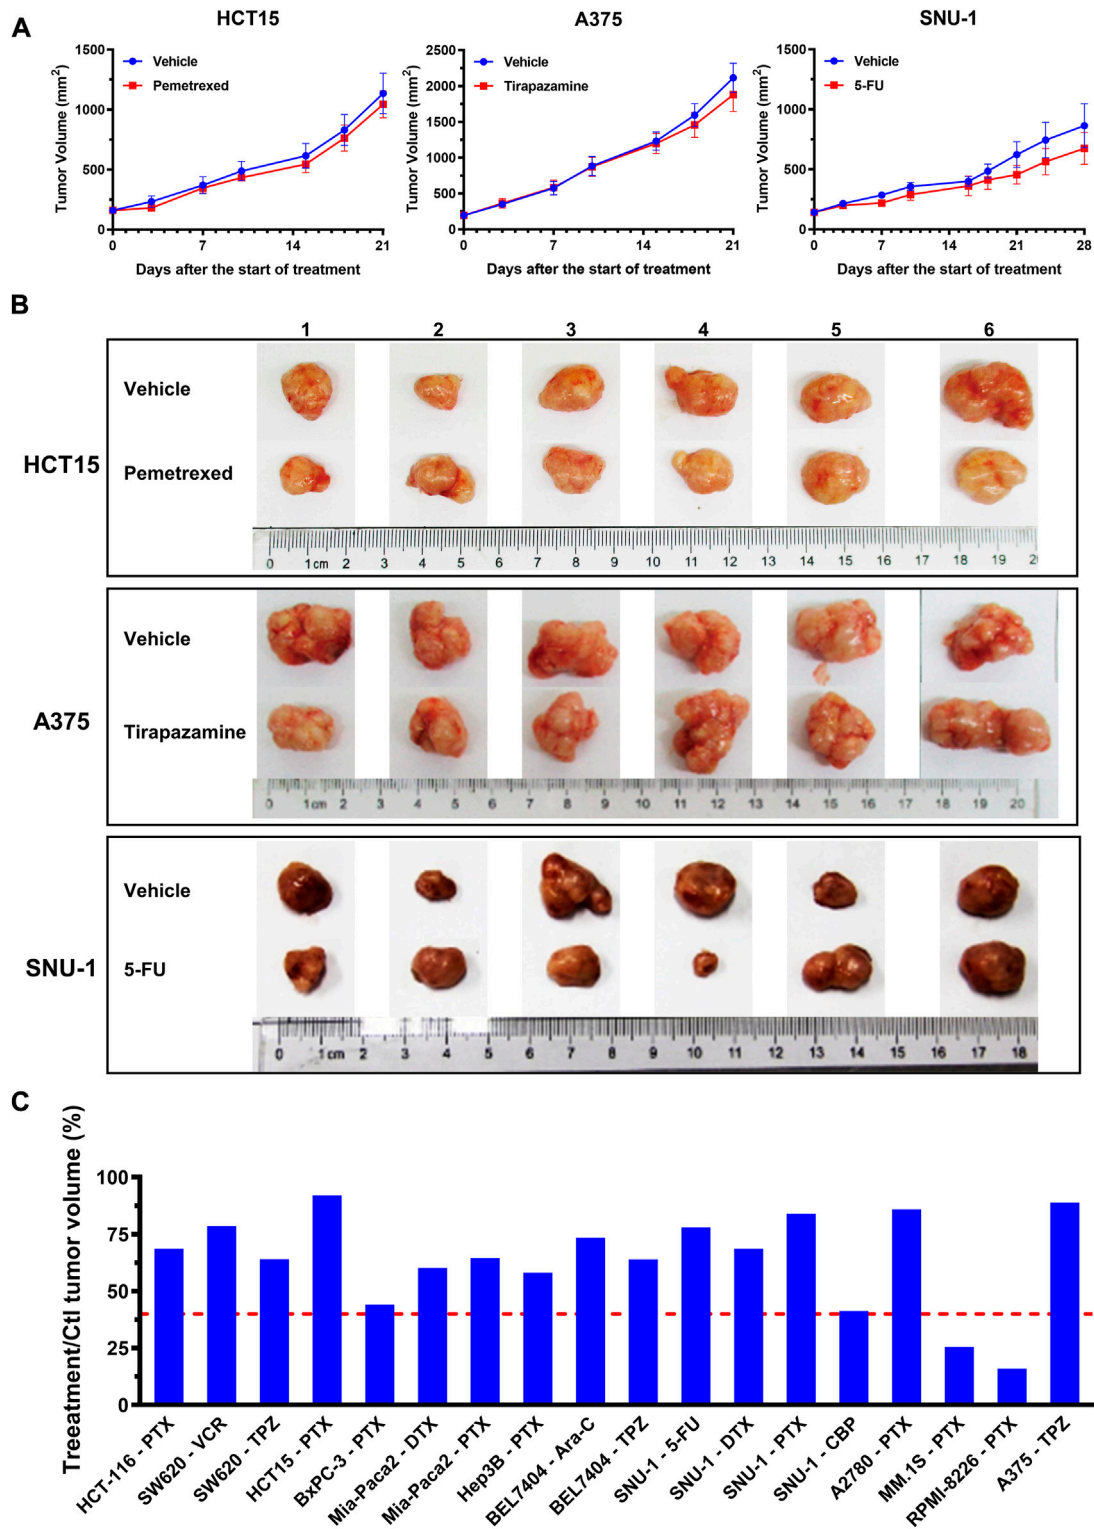 A
HCT15
A375
SNU-1
Tumor Volume (mm²)
1500
1000
500
0
Vehicle
Pemetrexed
0 7 14 21
Days after the start of treatment
Tumor Volume (mm²)
2500
2000
1500
1000
500
0
Vehicle
Tirapazamine
0 7 14 21
Days after the start of treatment
Tumor Volume (mm²)
1500
1000
500
0
Vehicle
5-FU
0 7 14 21 28
Days after the start of treatment
B
1 2 3 4 5 6
HCT15
Vehicle
Pemetrexed
0 1cm 2 3 4 5 6 7 8 9 10 11 12 13 14 15 16 17 18 19
A375
Vehicle
Tirapazamine
0 1cm 2 3 4 5 6 7 8 9 10 11 12 13 14 15 16 17 18 19 20
SNU-1
Vehicle
5-FU
0 1cm 2 3 4 5 6 7 8 9 10 11 12 13 14 15 16 17 18
C
Treeatment/Ctl tumor volume (%)
100
75
50
25
0
HCT-116 - PTX
SW620 - VCR
SW620 - TPZ
HCT15 - PTX
BxPC-3 - PTX
Mia-Paca2 - DTX
Mia-Paca2 - PTX
Hep3B - PTX
BEL7404 - Ara-C
BEL7404 - TPZ
SNU-1 - 5-FU
SNU-1 - DTX
SNU-1 - PTX
SNU-1 - CBP
A2780 - PTX
MM.1S - PTX
RPMI-8226 - PTX
A375 - TPZ